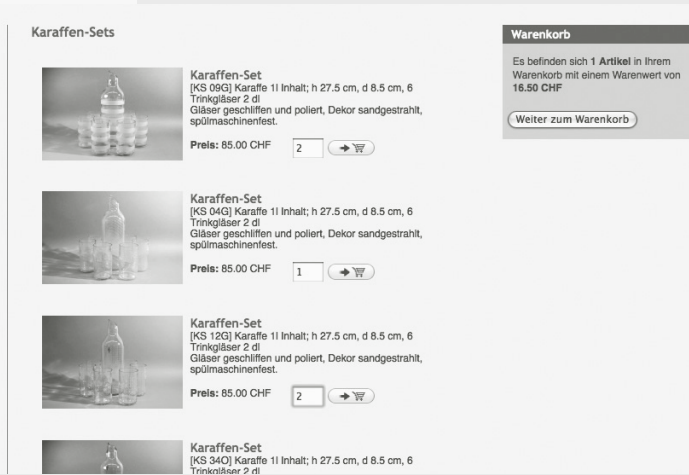 Karaffen-Sets
Karaffen-Set
[KS 09G] Karaffe 1l Inhalt; h 27.5 cm, d 8.5 cm, 6
Trinkgläser 2 dl
Gläser geschliffen und poliert, Dekor sandgestrahlt,
spülmaschinenfest.
Preis: 85.00 CHF 2
Karaffen-Set
[KS 04G] Karaffe 1l Inhalt; h 27.5 cm, d 8.5 cm, 6
Trinkgläser 2 dl
Gläser geschliffen und poliert, Dekor sandgestrahlt,
spülmaschinenfest.
Preis: 85.00 CHF 1
Karaffen-Set
[KS 12G] Karaffe 1l Inhalt; h 27.5 cm, d 8.5 cm, 6
Trinkgläser 2 dl
Gläser geschliffen und poliert, Dekor sandgestrahlt,
spülmaschinenfest.
Preis: 85.00 CHF 2
Karaffen-Set
[KS 34O] Karaffe 1l Inhalt; h 27.5 cm, d 8.5 cm, 6
Trinkgläser 2 dl
Warenkorb
Es befinden sich 1 Artikel in Ihrem
Warenkorb mit einem Warenwert von
16.50 CHF
Weiter zum Warenkorb